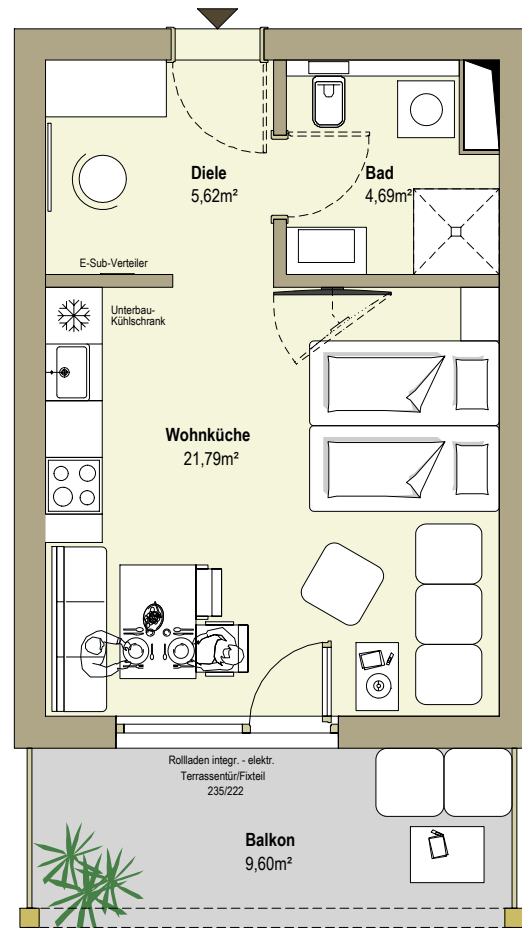 Diele
5,62m²
Bad
4,69m²
E-Sub-Verteiler
Unterbau-
Kühlschrank
Wohnküche
21,79m²
Rollladen integr. - elektr.
Terrassentür/Fixteil
235/222
Balkon
9,60m²